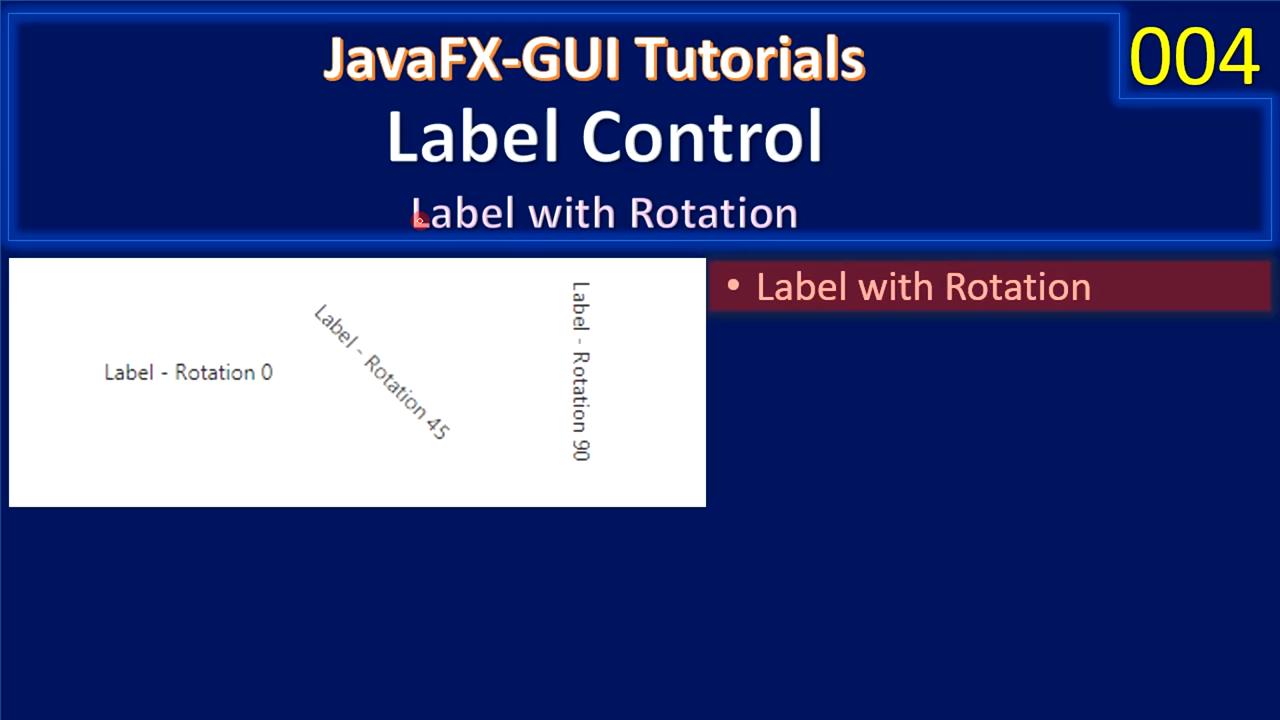 JavaFX-GUI Tutorials
004
Label Control
Label with Rotation
Label - Rotation 0
Label - Rotation 45
Label - Rotation 90
• Label with Rotation